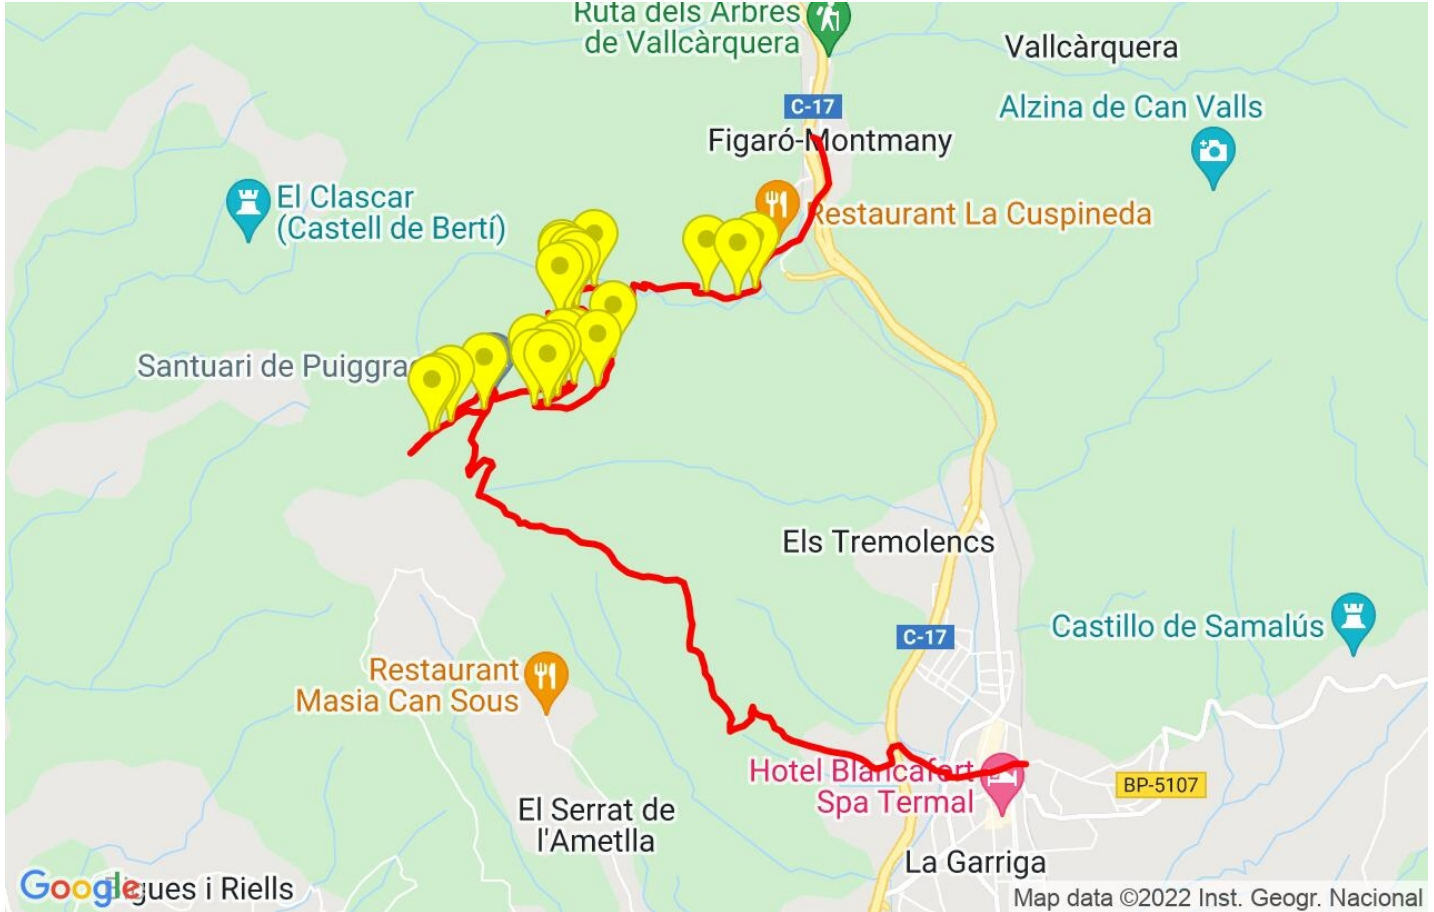 Ruta dels Arbres
de Vallcàrquera
Vallcàrquera
C-17
Alzina de Can Valls
Figaró-Montmany
El Clascar
(Castell de Bertí)
Restaurant La Cuspineda
Santuari de Puiggra
Els Tremolencs
C-17
Castillo de Samalús
Restaurant
Masia Can Sous
Hotel Blancafort
Spa Termal
BP-5107
El Serrat de
l'Ametlla
La Garriga
Google
i Riells
Map data ©2022 Inst. Geogr. Nacional